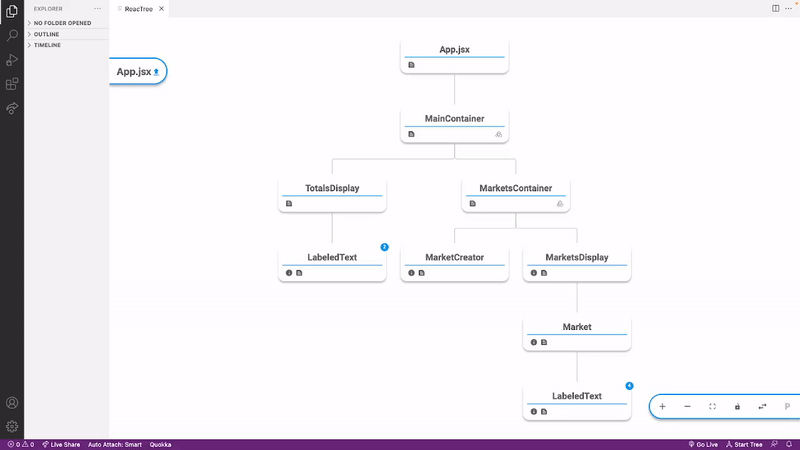 EXPLORER
ReacTree
NO FOLDER OPENED
OUTLINE
TIMELINE
App.jsx
App.jsx
MainContainer
TotalsDisplay
MarketsContainer
LabeledText
MarketCreator
MarketsDisplay
Market
4
LabeledText
P
0 0 Live Share Auto Attach: Smart Quokka Go Live Start Tree